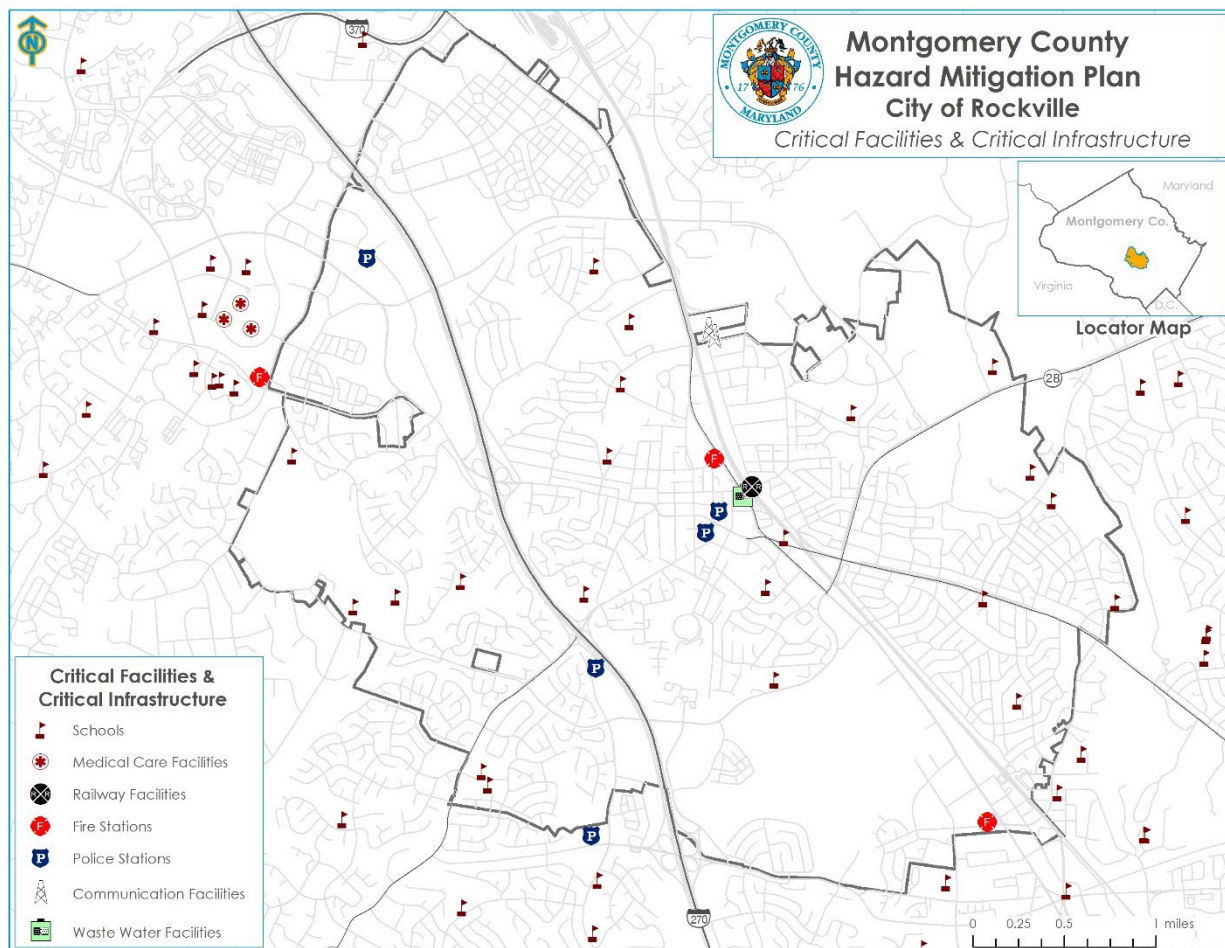 N
370
MONTGOMERY COUNTY
17 76
MARYLAND
Montgomery County
Hazard Mitigation Plan
City of Rockville
Critical Facilities & Critical Infrastructure
Maryland
Montgomery Co.
Virginia
D.C.
Locator Map
P
28
F
F
R R
P
P
P
P
F
270
Critical Facilities &
Critical Infrastructure
Schools
Medical Care Facilities
R R Railway Facilities
F Fire Stations
P Police Stations
Communication Facilities
Waste Water Facilities
0 0.25 0.5 1 miles